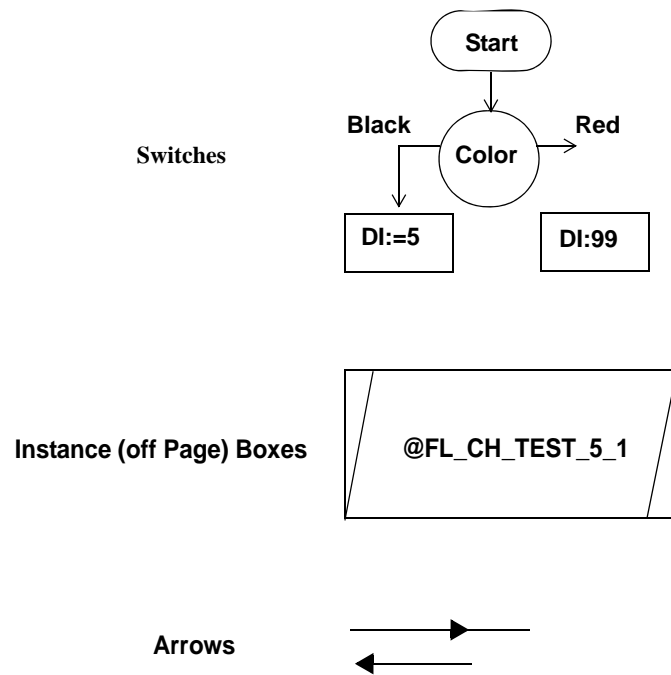 Start
Black
Red
Switches
Color
DI:=5
DI:99
Instance (off Page) Boxes
@FL_CH_TEST_5_1
Arrows